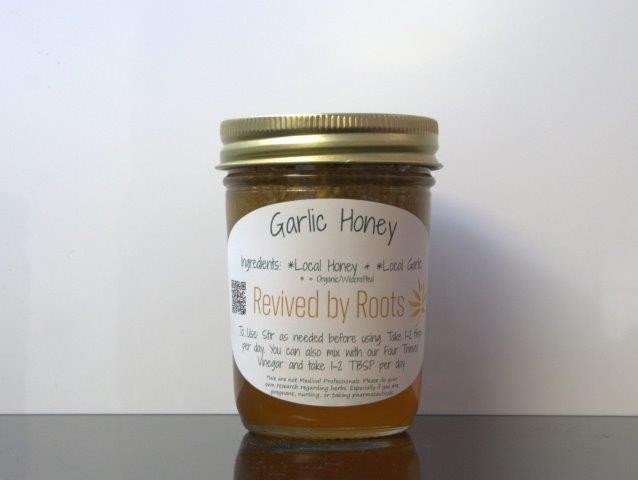 Garlic Honey
Ingredients: *Local Honey + *Local Garlic
* = Organic/Wildcrafted
Revived by Roots
To Use: Stir as needed before using. Take 1-2 tbsp
per day. You can also mix with our Four Thieves
Vinegar and take 1-2 TBSP per day.
*We are not Medical Professionals. Please do your
own research regarding herbs. Especially if you are
pregnant, nursing, or taking pharmaceuticals